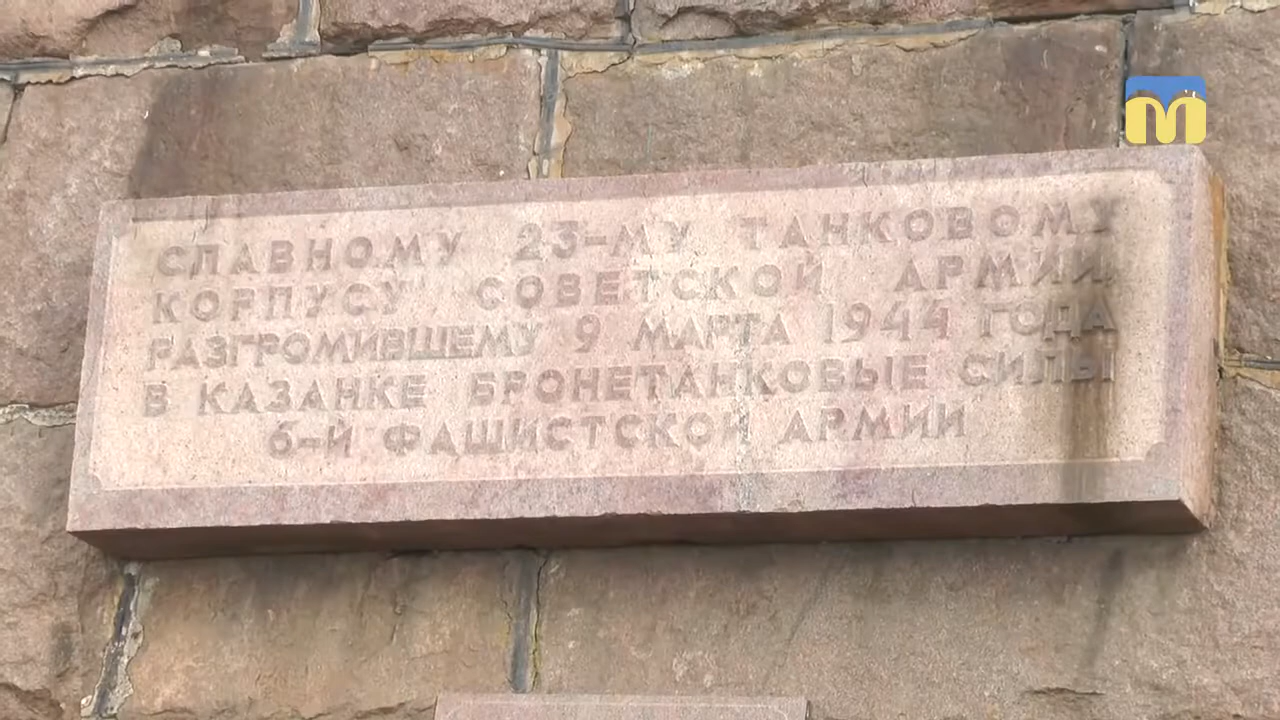 СЛАВНОМУ 23-МУ ТАНКОВОМУ
КОРПУСУ СОВЕТСКОЙ АРМИИ
РАЗГРОМИВШЕМУ 9 МАРТА 1944 ГОДА
В КАЗАНКЕ БРОНЕТАНКОВЫЕ СИЛЫ
6-Й ФАШИСТСКОЙ АРМИИ